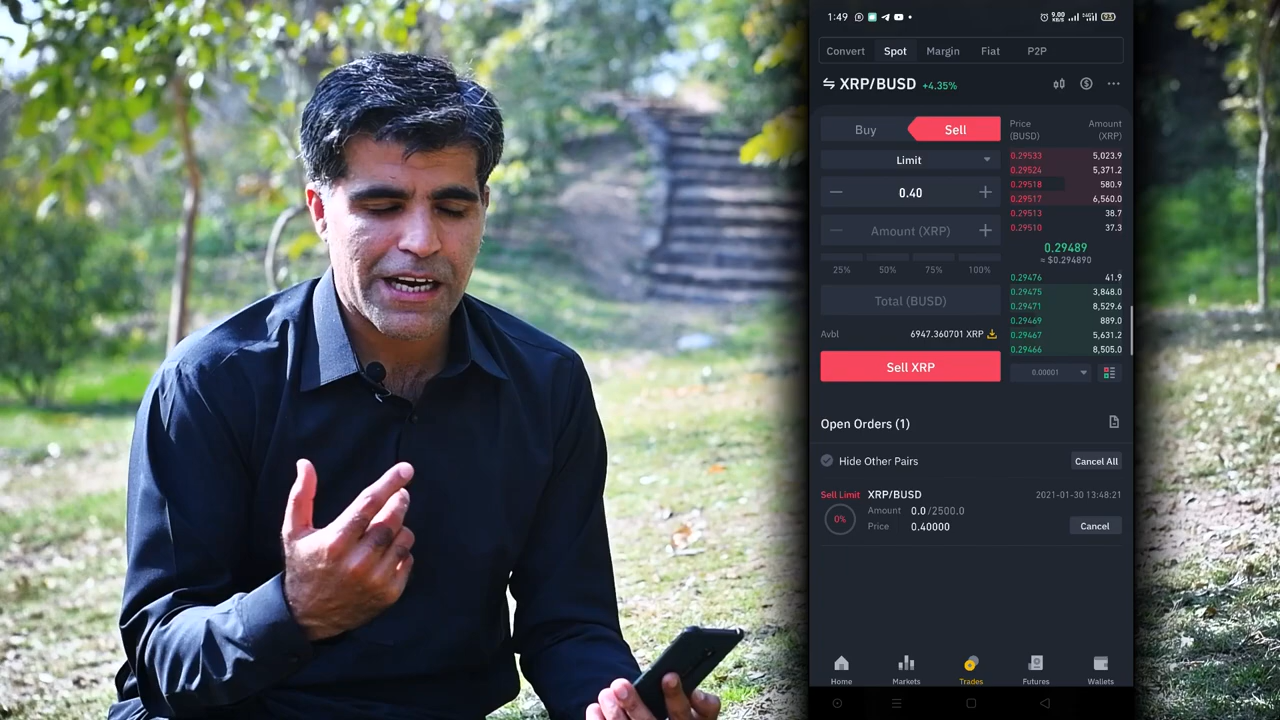 1:49
9.00 KB/S
93
Convert Spot Margin Fiat P2P
XRP/BUSD +4.35%
Buy Sell
Limit
0.40
Amount (XRP)
25% 50% 75% 100%
Total (BUSD)
Avbl 6947.360701 XRP
Sell XRP
Price (BUSD) Amount (XRP)
0.29533 5,023.9
0.29524 5,371.2
0.29518 580.9
0.29517 6,560.0
0.29513 38.7
0.29510 37.3
0.29489
≈ $0.294890
0.29476 41.9
0.29475 3,848.0
0.29471 8,529.6
0.29469 889.0
0.29467 5,631.2
0.29466 8,505.0
0.00001
Open Orders (1)
Hide Other Pairs Cancel All
Sell Limit XRP/BUSD 2021-01-30 13:48:21
0% Amount 0.0 /2500.0
Price 0.40000 Cancel
Home Markets Trades Futures Wallets